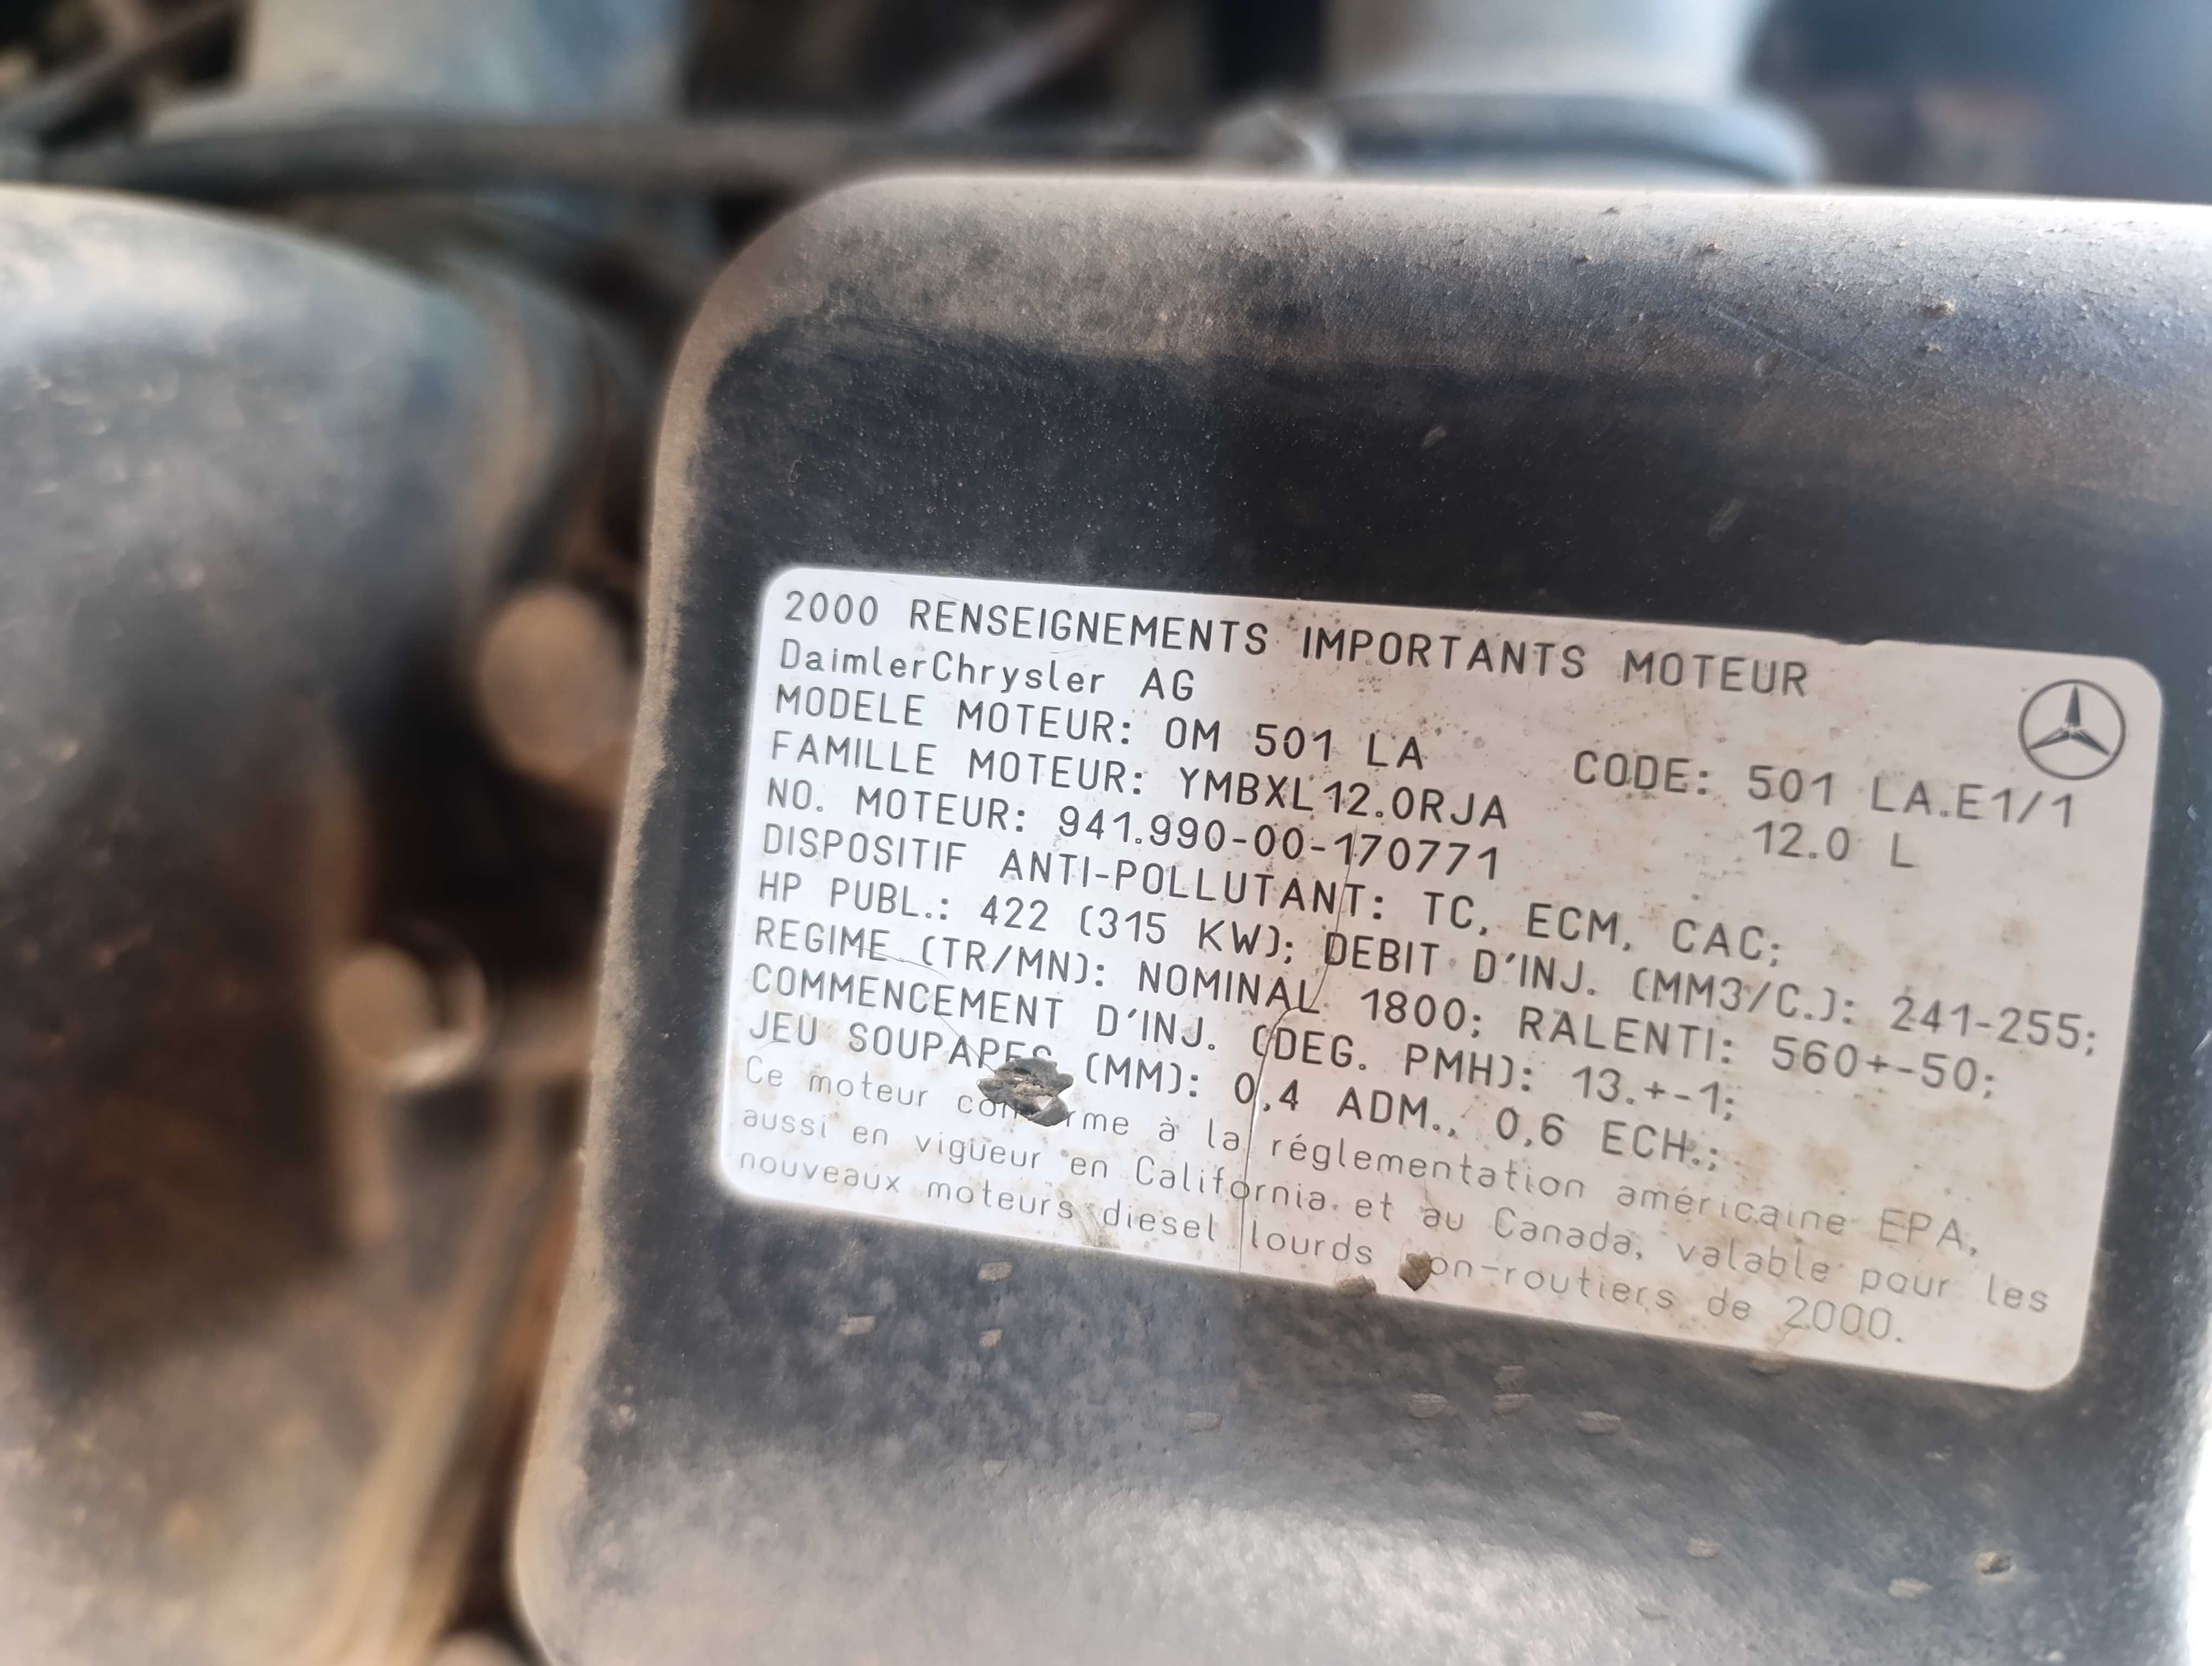 2000 RENSEIGNEMENTS IMPORTANTS MOTEUR
DaimlerChrysler AG
MODELE MOTEUR: OM 501 LA CODE: 501 LA.E1/1
FAMILLE MOTEUR: YMBXL12.0RJA 12.0 L
NO. MOTEUR: 941.990-00-170771
DISPOSITIF ANTI-POLLUTANT: TC, ECM, CAC;
HP PUBL.: 422 (315 KW); DEBIT D'INJ. (MM3/C.): 241-255;
REGIME (TR/MN): NOMINAL 1800; RALENTI: 560+-50;
COMMENCEMENT D'INJ. (DEG. PMH): 13.+-1;
JEU SOUPAPES (MM): 0,4 ADM., 0,6 ECH.;
Ce moteur à la réglementation américaine EPA,
aussi en vigueur en California et au Canada, valable pour les
nouveaux moteurs diesel lourds de 2000.